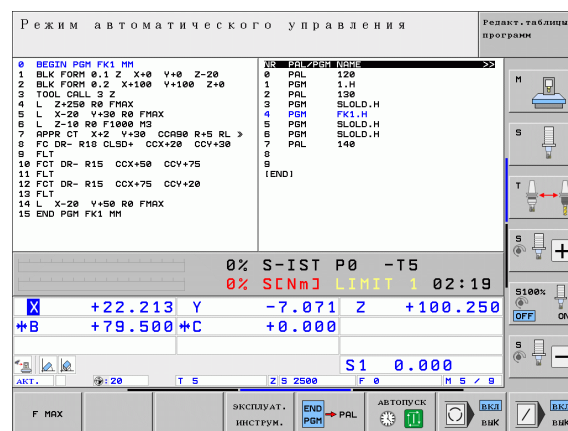 Режим автоматического управления
Редакт.таблицы
программ
0 BEGIN PGM FK1 MM
1 BLK FORM 0.1 Z X+0 Y+0 Z-20
2 BLK FORM 0.2 X+100 Y+100 Z+0
3 TOOL CALL 3 Z
4 L Z+250 R0 FMAX
5 L X-20 Y+30 R0 FMAX
6 L Z-10 R0 F1000 M3
7 APPR CT X+2 Y+30 CCA90 R+5 RL »
8 FC DR- R18 CLSD+ CCX+20 CCY+30
9 FLT
10 FCT DR- R15 CCX+50 CCY+75
11 FLT
12 FCT DR- R15 CCX+75 CCY+20
13 FLT
14 L X-20 Y+50 R0 FMAX
15 END PGM FK1 MM
NR PAL/PGM NAME >>
0 PAL 120
1 PGM 1.H
2 PAL 130
3 PGM SLOLD.H
4 PGM FK1.H
5 PGM SLOLD.H
6 PGM SLOLD.H
7 PAL 140
8
9
[END]
M
S
T
S
S100%
OFF ON
S
0% S-IST P0 -T5
0% S[Nm] LIMIT 1 02:19
X +22.213 Y -7.071 Z +100.250
B +79.500 C +0.000
S1 0.000
АКТ. : 20 T 5 Z S 2500 F 0 M 5 / 9
F MAX
ЭКСПЛУАТ.
ИНСТРУМ.
END
PGM
PAL
АВТОПУСК
ВКЛ
ВЫК
ВКЛ
ВЫК